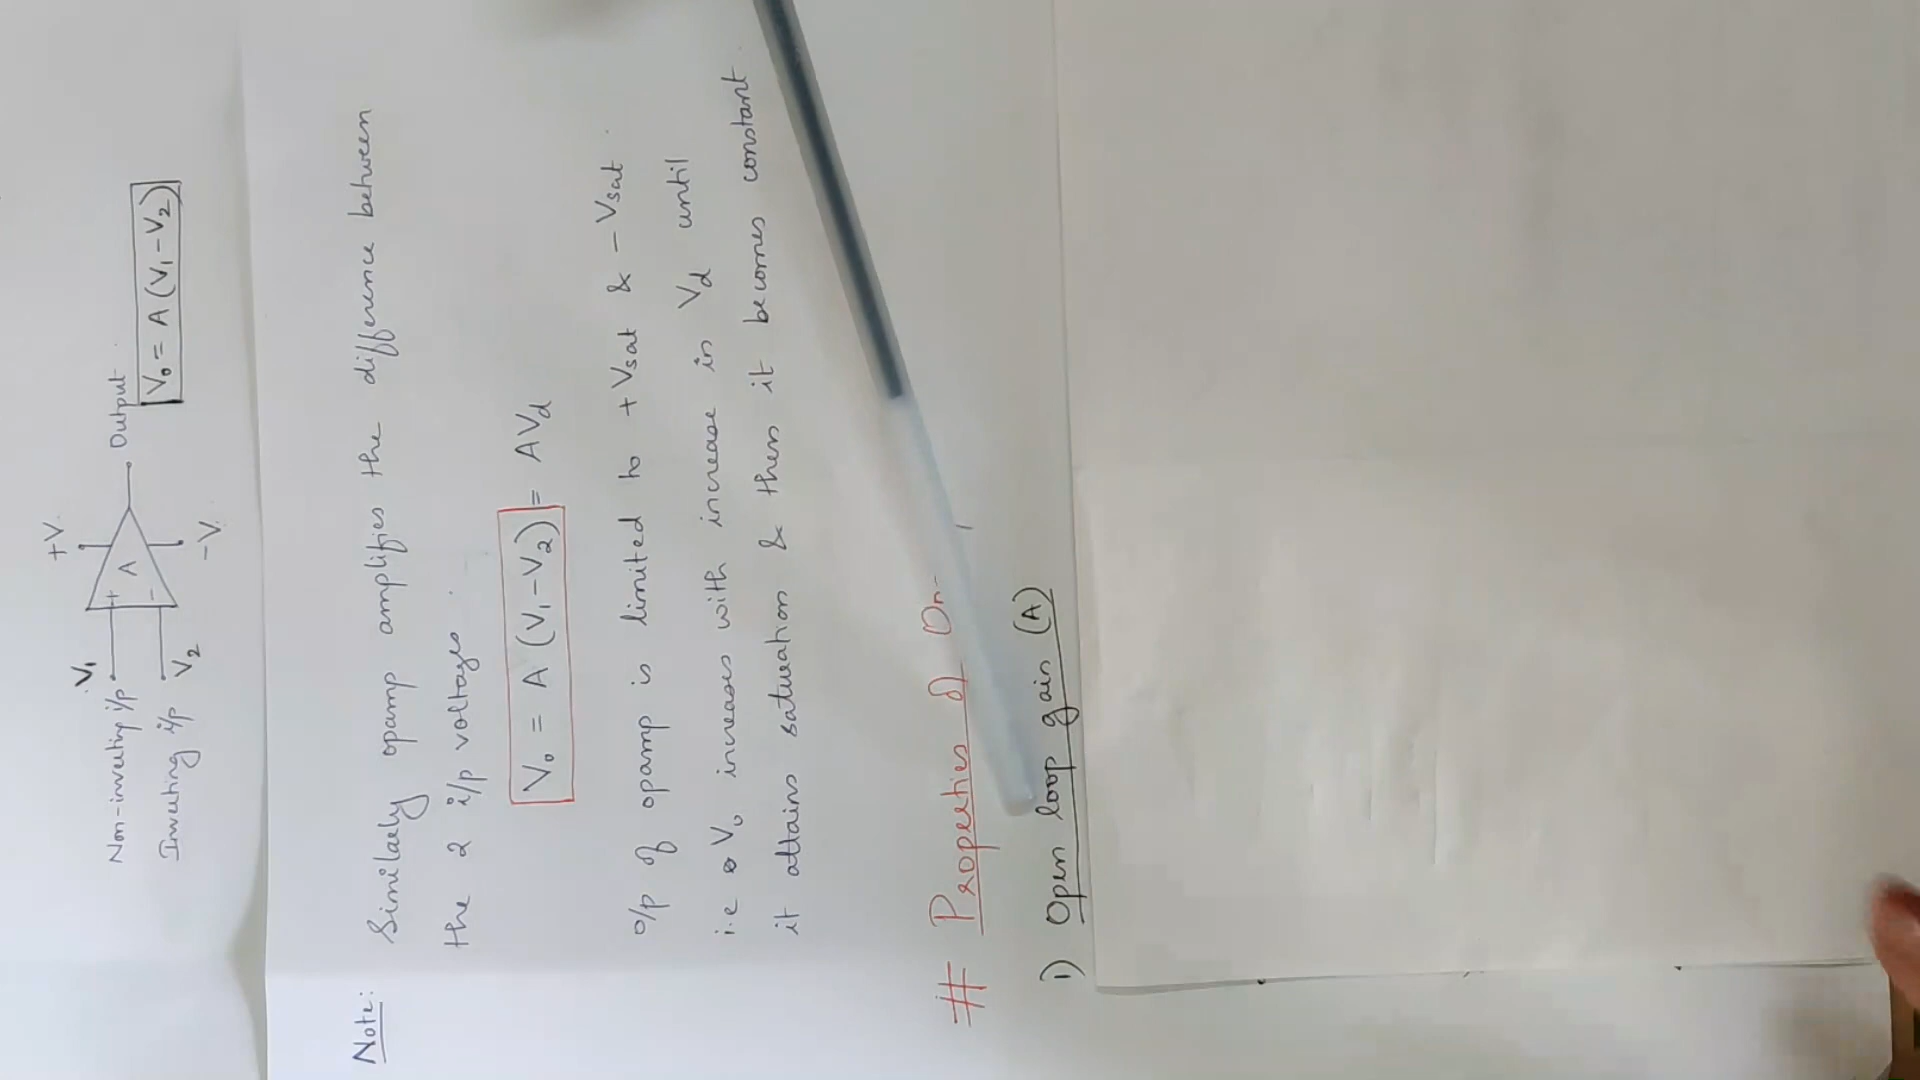 +V
V₁
Non-inverting i/p
+
A
Output
-
Inverting i/p
V₂
-V
V₀ = A (V₁ - V₂)
Note: Similarly opamp amplifies the difference between
the 2 i/p voltages
V₀ = A (V₁ - V₂) = AVd
o/p of opamp is limited to + Vsat & - Vsat
i.e V₀ increases with increase in Vd until
it attains saturation & then it becomes constant.
# Properties of
1) Open loop gain (A)